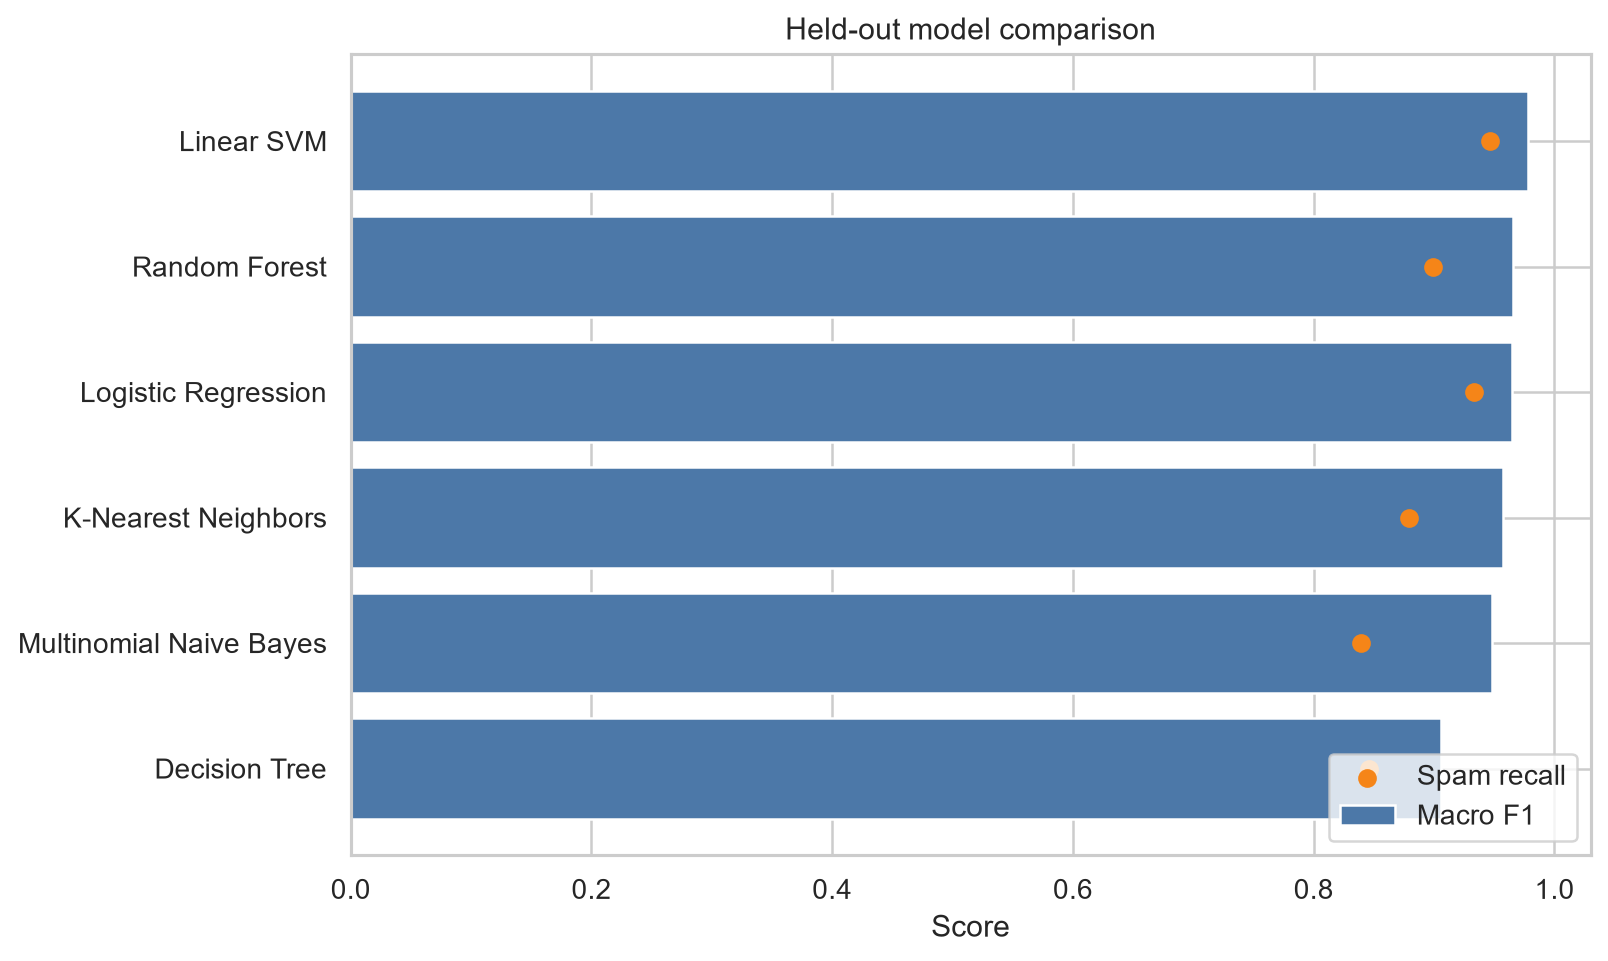 Held-out model comparison
Linear SVM
Random Forest
Logistic Regression
K-Nearest Neighbors
Multinomial Naive Bayes
Decision Tree
Spam recall
Macro F1
0.0 0.2 0.4 0.6 0.8 1.0
Score